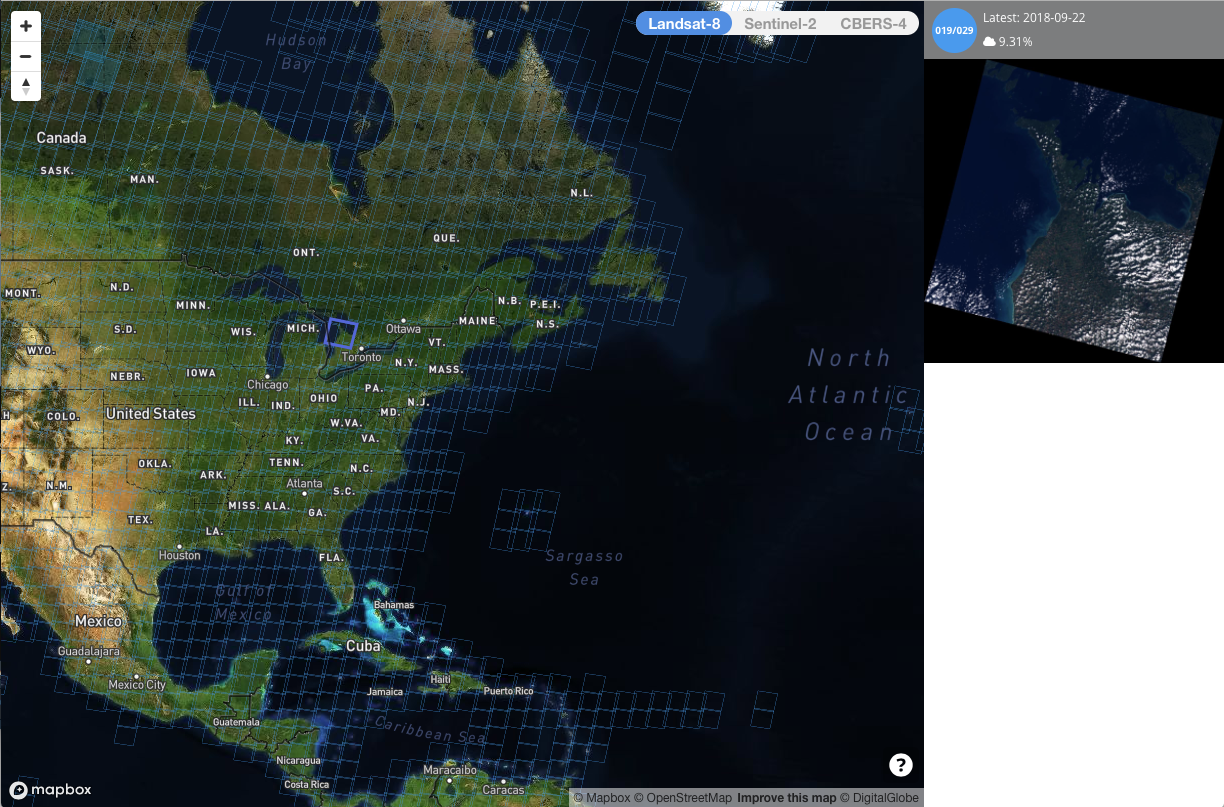 +
Landsat-8 Sentinel-2 CBERS-4
Latest: 2018-09-22
019/029
9.31%
−
Hudson
Bay
Canada
SASK.
MAN.
N.L.
QUE.
ONT.
MONT.
N.D.
MINN.
N.B.
P.E.I.
MAINE
N.S.
S.D.
WIS.
MICH.
Ottawa
VT.
WYO.
Toronto
N.Y.
MASS.
North
Atlantic
Ocean
NEBR.
IOWA
Chicago
PA.
OHIO
ILL.
IND.
N.J.
MD.
H
COLO.
United States
W.VA.
KY.
VA.
OKLA.
TENN.
N.C.
ARK.
Atlanta
Z.
N.M.
S.C.
MISS.
ALA.
GA.
TEX.
LA.
Houston
FLA.
Sargasso
Sea
Gulf of
Mexico
Bahamas
Mexico
Cuba
Guadalajara
Mexico City
Haiti
Jamaica
Puerto Rico
Guatemala
Caribbean Sea
Nicaragua
Maracaibo
Costa Rica
Caracas
?
mapbox
© Mapbox © OpenStreetMap Improve this map © DigitalGlobe